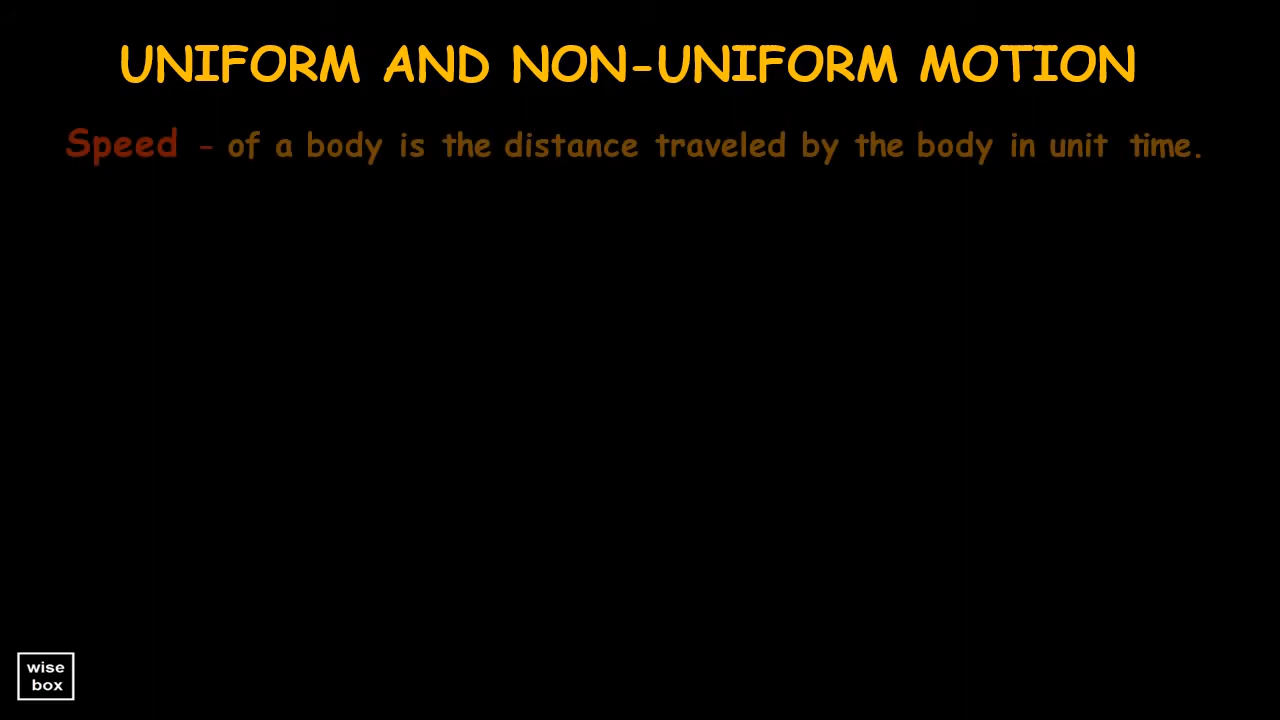 UNIFORM AND NON-UNIFORM MOTION
Speed - of a body is the distance traveled by the body in unit time.
wise
box